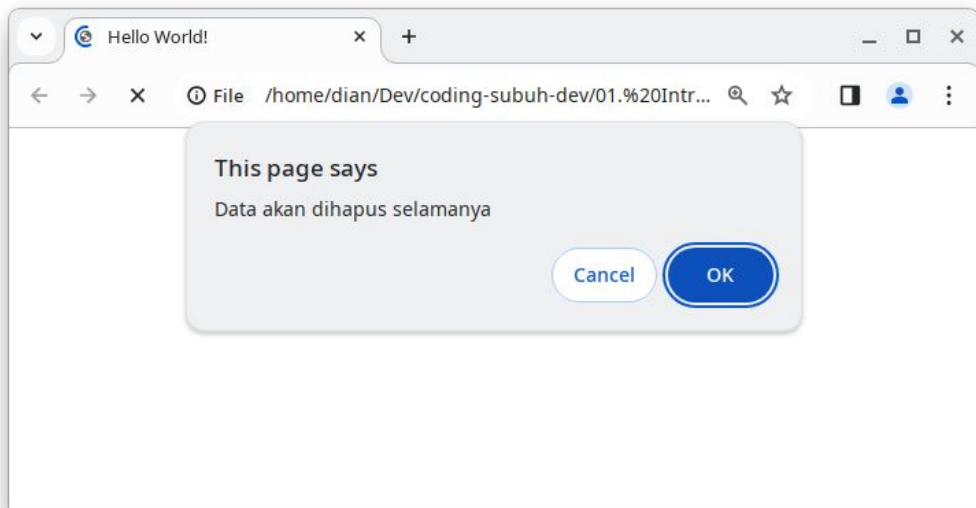 Hello World!
File /home/dian/Dev/coding-subuh-dev/01.%20Intr...
This page says
Data akan dihapus selamanya
Cancel OK